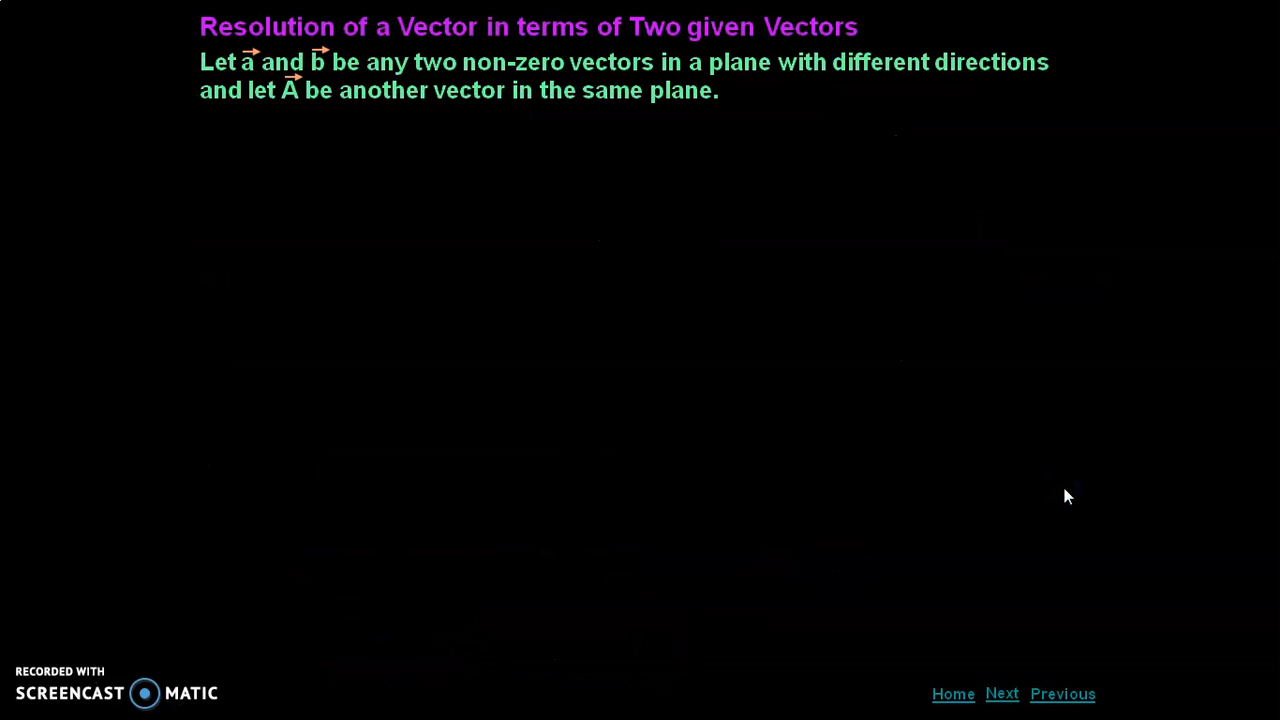 Resolution of a Vector in terms of Two given Vectors
Let a⃗ and b⃗ be any two non-zero vectors in a plane with different directions
and let A⃗ be another vector in the same plane.
RECORDED WITH
SCREENCAST MATIC
Home Next Previous